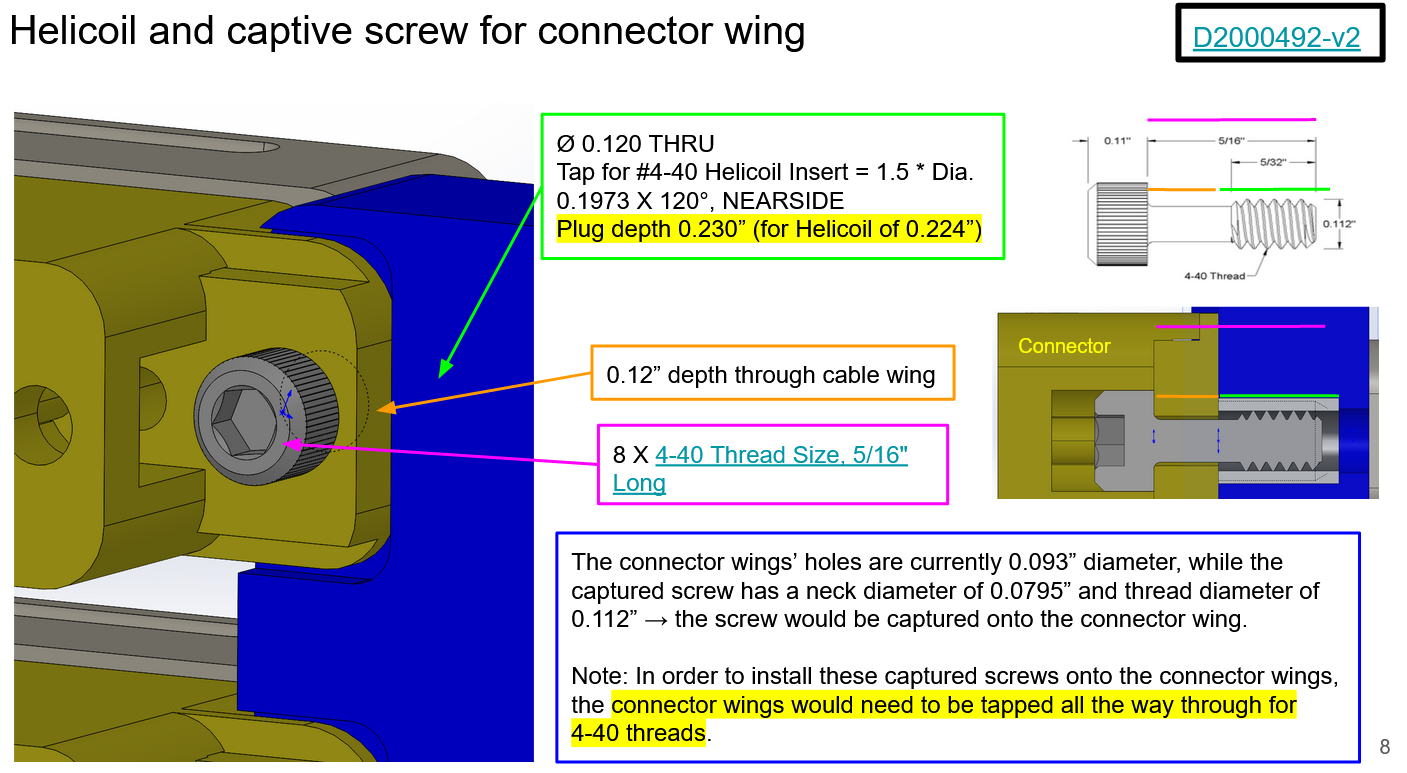 Helicoil and captive screw for connector wing
D2000492-v2
Ø 0.120 THRU
Tap for #4-40 Helicoil Insert = 1.5 * Dia.
0.1973 X 120°, NEARSIDE
Plug depth 0.230” (for Helicoil of 0.224”)
0.11"
5/16"
5/32"
0.112"
4-40 Thread
Connector
0.12” depth through cable wing
8 X 4-40 Thread Size, 5/16"
Long
The connector wings’ holes are currently 0.093” diameter, while the
captured screw has a neck diameter of 0.0795” and thread diameter of
0.112” → the screw would be captured onto the connector wing.
Note: In order to install these captured screws onto the connector wings,
the connector wings would need to be tapped all the way through for
4-40 threads.
8